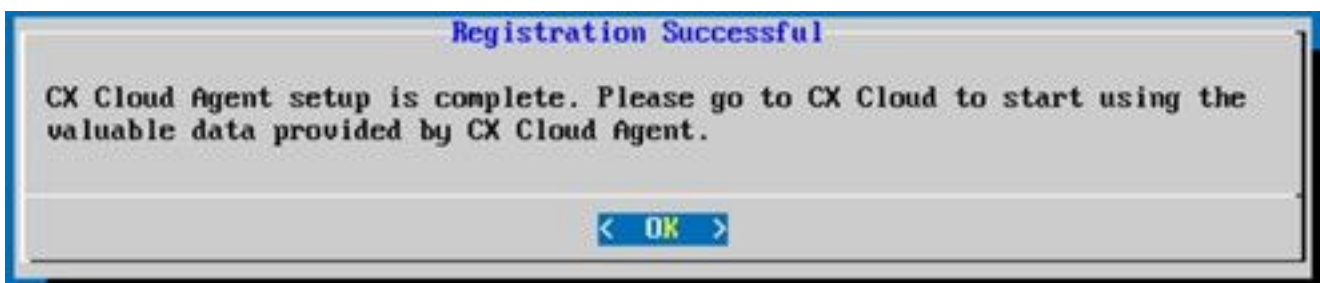 Registration Successful
CX Cloud Agent setup is complete. Please go to CX Cloud to start using the
valuable data provided by CX Cloud Agent.
< OK >